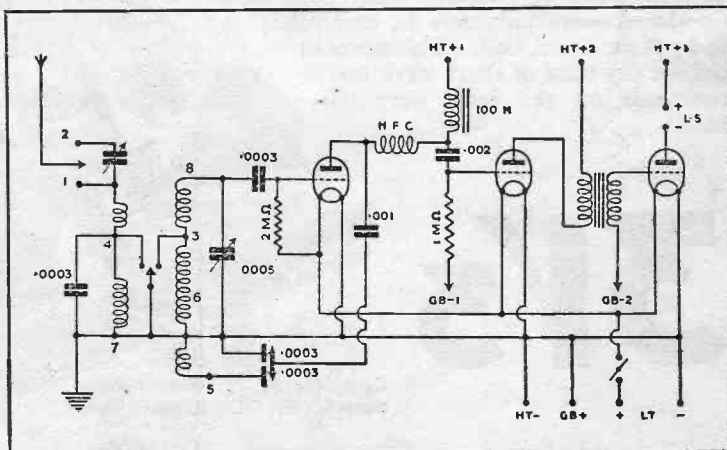 HT+1
HT+2
HT+3
2
1
4
7
·0003
8
3
6
5
·0003
2 MΩ
0005
·0003
·0003
HFC
·001
100 H
·002
1 MΩ
GB-1
GB-2
+
L·S
-
HT-
GB+
+ LT -